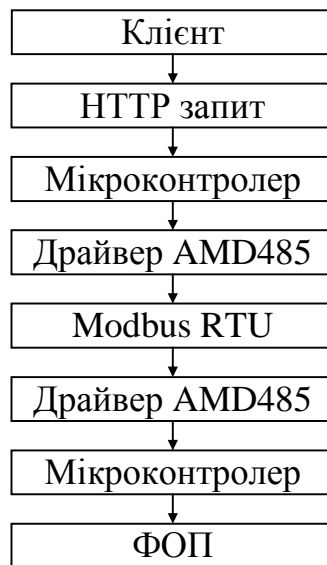 Клієнт
HTTP запит
Мікроконтролер
Драйвер AMD485
Modbus RTU
Драйвер AMD485
Мікроконтролер
ФОП